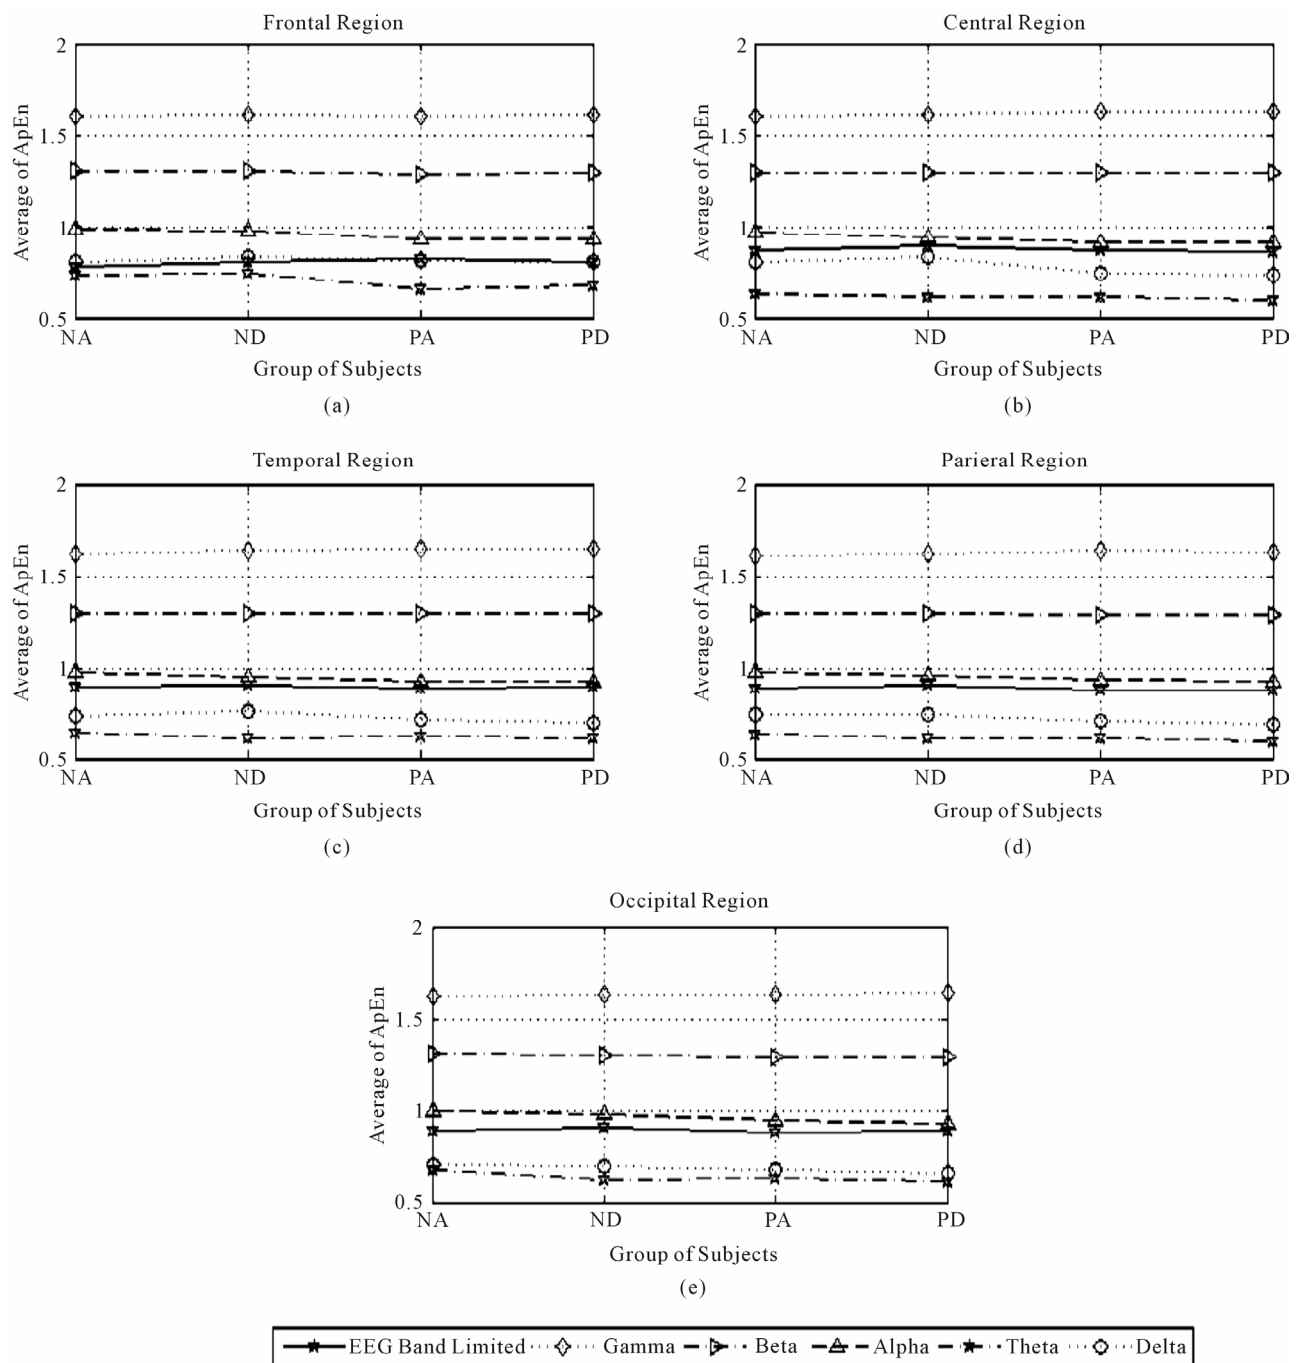 Frontal Region
2
1.5
1
0.5
Average of ApEn
NA ND PA PD
Group of Subjects
(a)
Central Region
2
1.5
1
0.5
Average of ApEn
NA ND PA PD
Group of Subjects
(b)
Temporal Region
2
1.5
1
0.5
Average of ApEn
NA ND PA PD
Group of Subjects
(c)
Parieral Region
2
1.5
1
0.5
Average of ApEn
NA ND PA PD
Group of Subjects
(d)
Occipital Region
2
1.5
1
0.5
Average of ApEn
NA ND PA PD
Group of Subjects
(e)
EEG Band Limited Gamma Beta Alpha Theta Delta